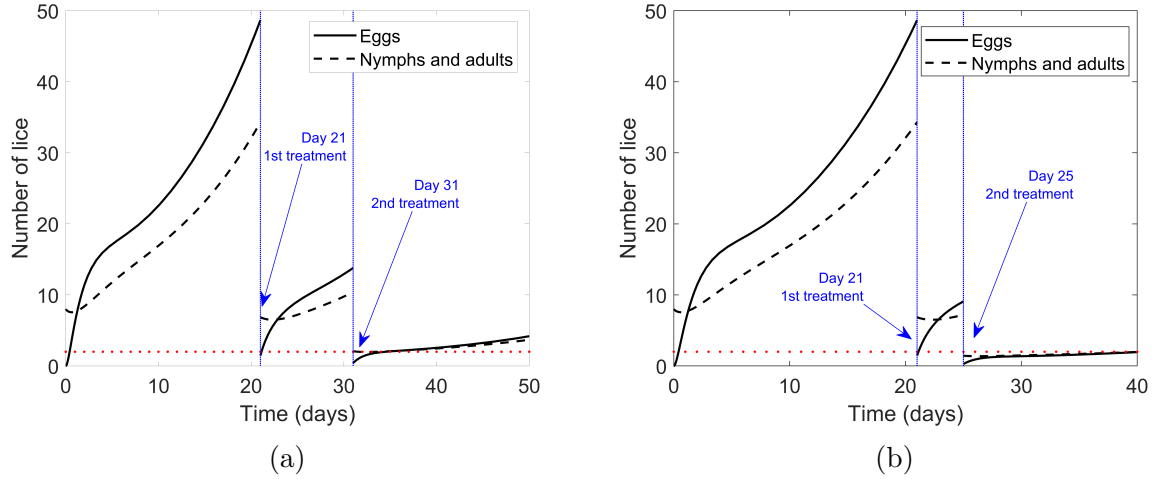 50
40
30
20
10
0
Number of lice
Eggs
Nymphs and adults
Day 21
1st treatment
Day 31
2nd treatment
0 10 20 30 40 50
Time (days)
(a)
50
40
30
20
10
0
Number of lice
Eggs
Nymphs and adults
Day 25
2nd treatment
Day 21
1st treatment
0 10 20 30 40
Time (days)
(b)